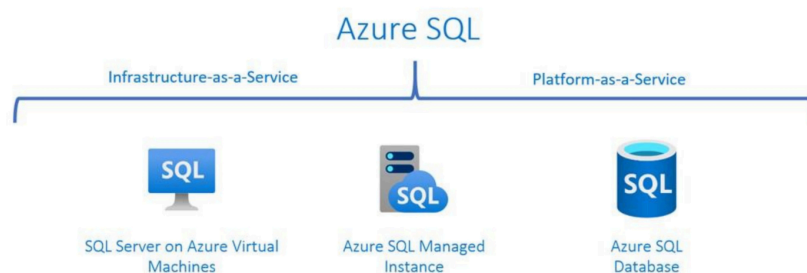 Azure SQL
Infrastructure-as-a-Service
Platform-as-a-Service
SQL
SQL
SQL
SQL Server on Azure Virtual
Machines
Azure SQL Managed
Instance
Azure SQL
Database